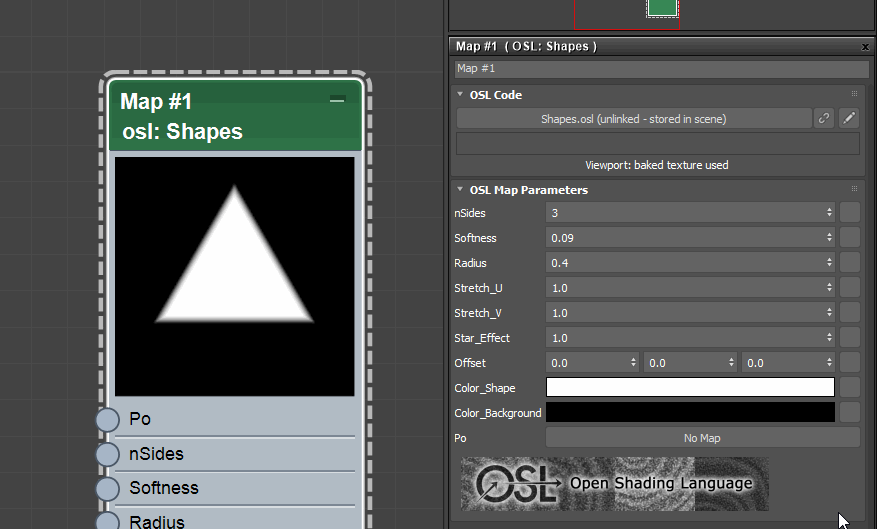 Map #1
osl: Shapes
Po
nSides
Softness
Radius
Map #1 ( OSL: Shapes )
x
Map #1
OSL Code
Shapes.osl (unlinked - stored in scene)
Viewport: baked texture used
OSL Map Parameters
nSides 3
Softness 0.09
Radius 0.4
Stretch_U 1.0
Stretch_V 1.0
Star_Effect 1.0
Offset 0.0 0.0 0.0
Color_Shape
Color_Background
Po No Map
OSL Open Shading Language